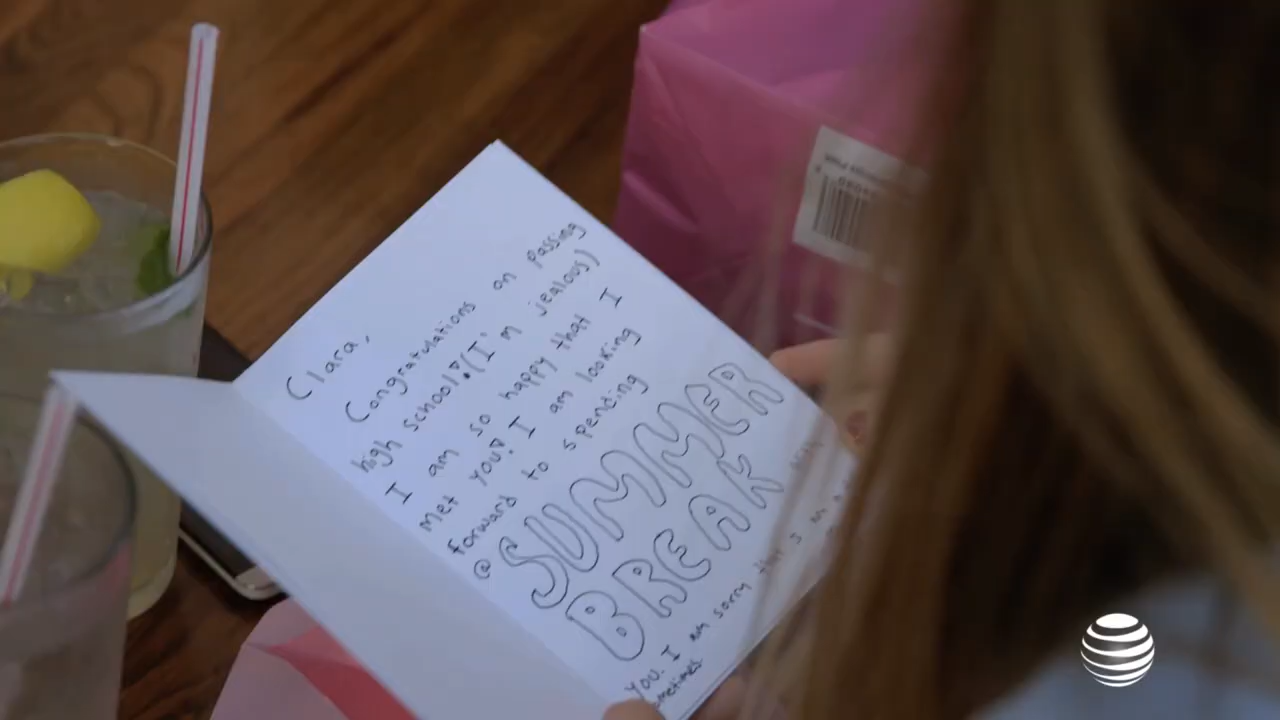 Clara,
Congratulations on passing
high school! (I'm jealous)
I am so happy that I
met you! I am looking
forward to spending
@ SUMMER
BREAK
you. I am sorry that I
sometimes